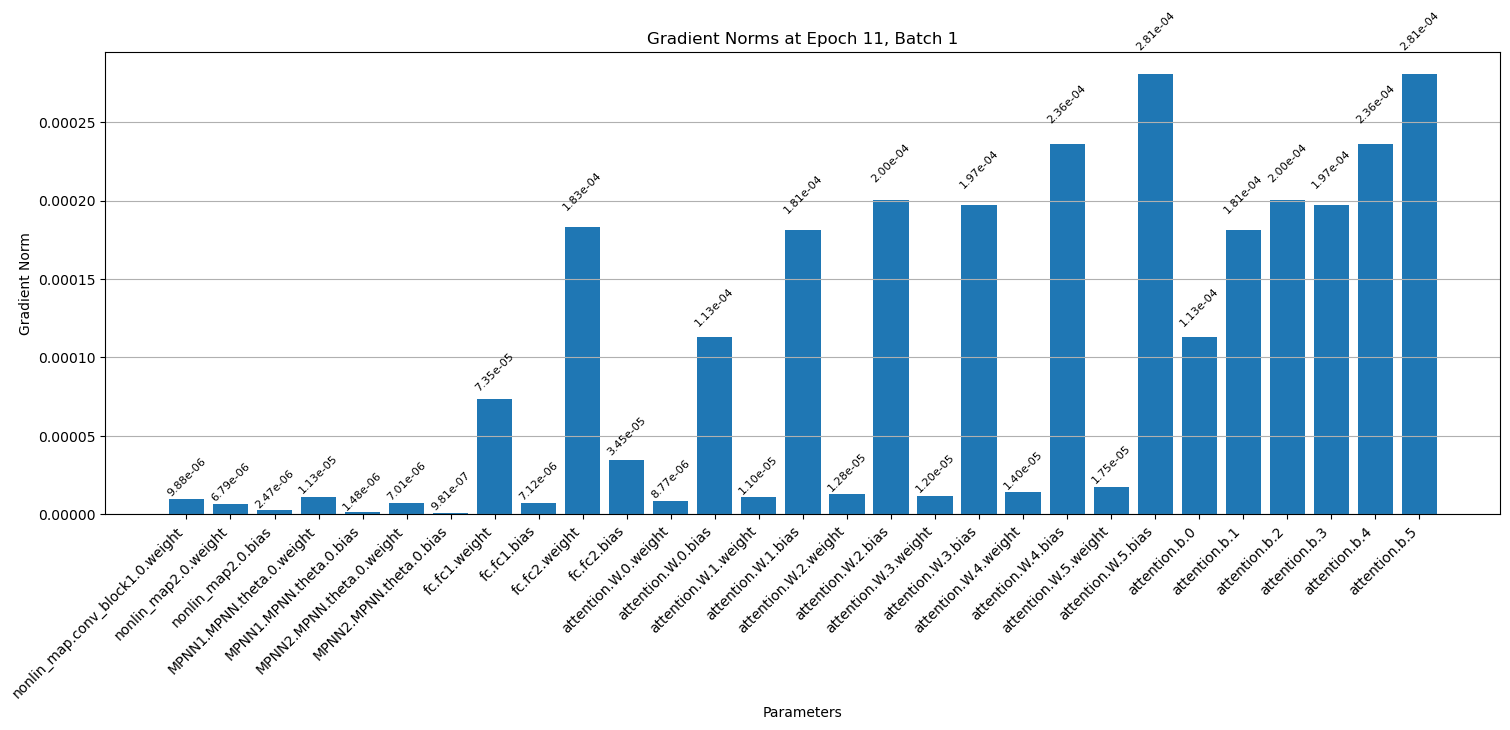 Gradient Norms at Epoch 11, Batch 1
Gradient Norm
0.00025
0.00020
0.00015
0.00010
0.00005
0.00000
9.88e-06
6.79e-06
2.47e-06
1.13e-05
1.48e-06
7.01e-06
9.81e-07
7.35e-05
7.12e-06
1.83e-04
3.45e-05
8.77e-06
1.13e-04
1.10e-05
1.81e-04
1.28e-05
2.00e-04
1.20e-05
1.97e-04
1.40e-05
2.36e-04
1.75e-05
2.81e-04
1.13e-04
1.81e-04
2.00e-04
1.97e-04
2.36e-04
2.81e-04
nonlin_map.conv_block1.0.weight
nonlin_map2.0.weight
nonlin_map2.0.bias
MPNN1.MPNN.theta.0.weight
MPNN1.MPNN.theta.0.bias
MPNN2.MPNN.theta.0.weight
MPNN2.MPNN.theta.0.bias
fc.fc1.weight
fc.fc1.bias
fc.fc2.weight
fc.fc2.bias
attention.W.0.weight
attention.W.0.bias
attention.W.1.weight
attention.W.1.bias
attention.W.2.weight
attention.W.2.bias
attention.W.3.weight
attention.W.3.bias
attention.W.4.weight
attention.W.4.bias
attention.W.5.weight
attention.W.5.bias
attention.b.0
attention.b.1
attention.b.2
attention.b.3
attention.b.4
attention.b.5
Parameters